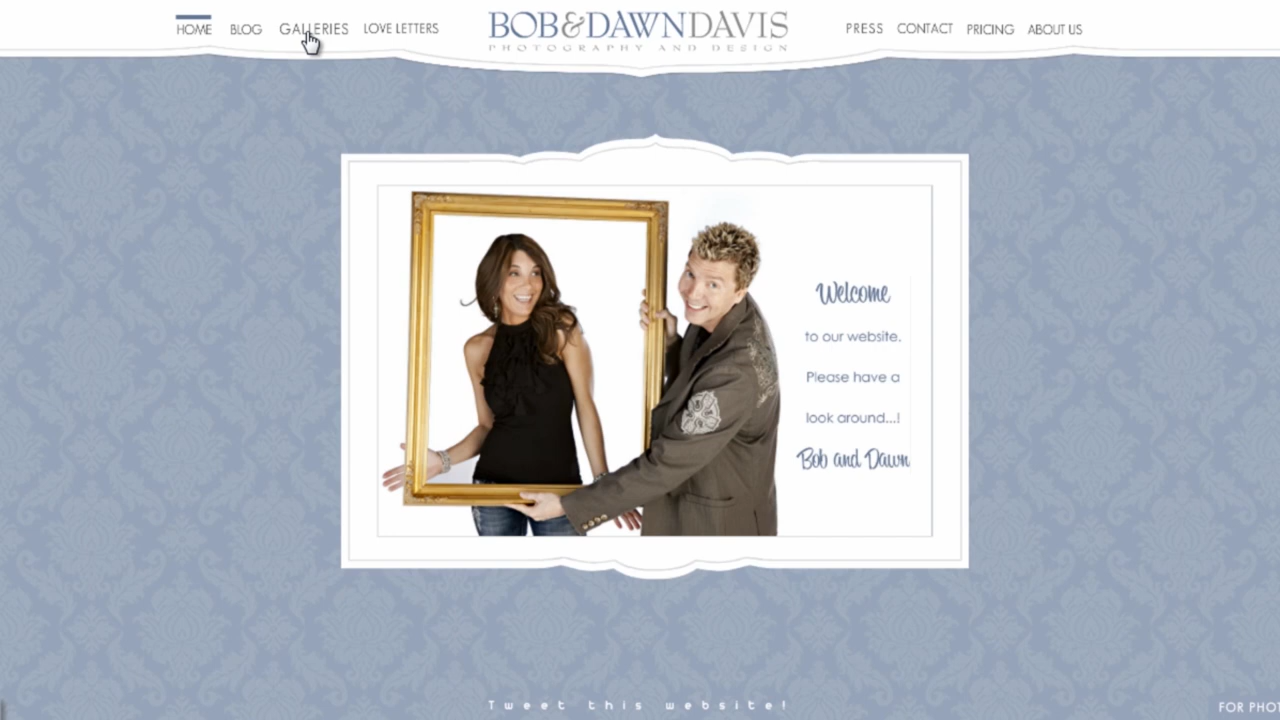 HOME BLOG GALLERIES LOVE LETTERS
BOB&DAWNDAVIS
PHOTOGRAPHY AND DESIGN
PRESS CONTACT PRICING ABOUT US
Welcome
to our website.
Please have a
look around...!
Bob and Dawn
Tweet this website!
FOR